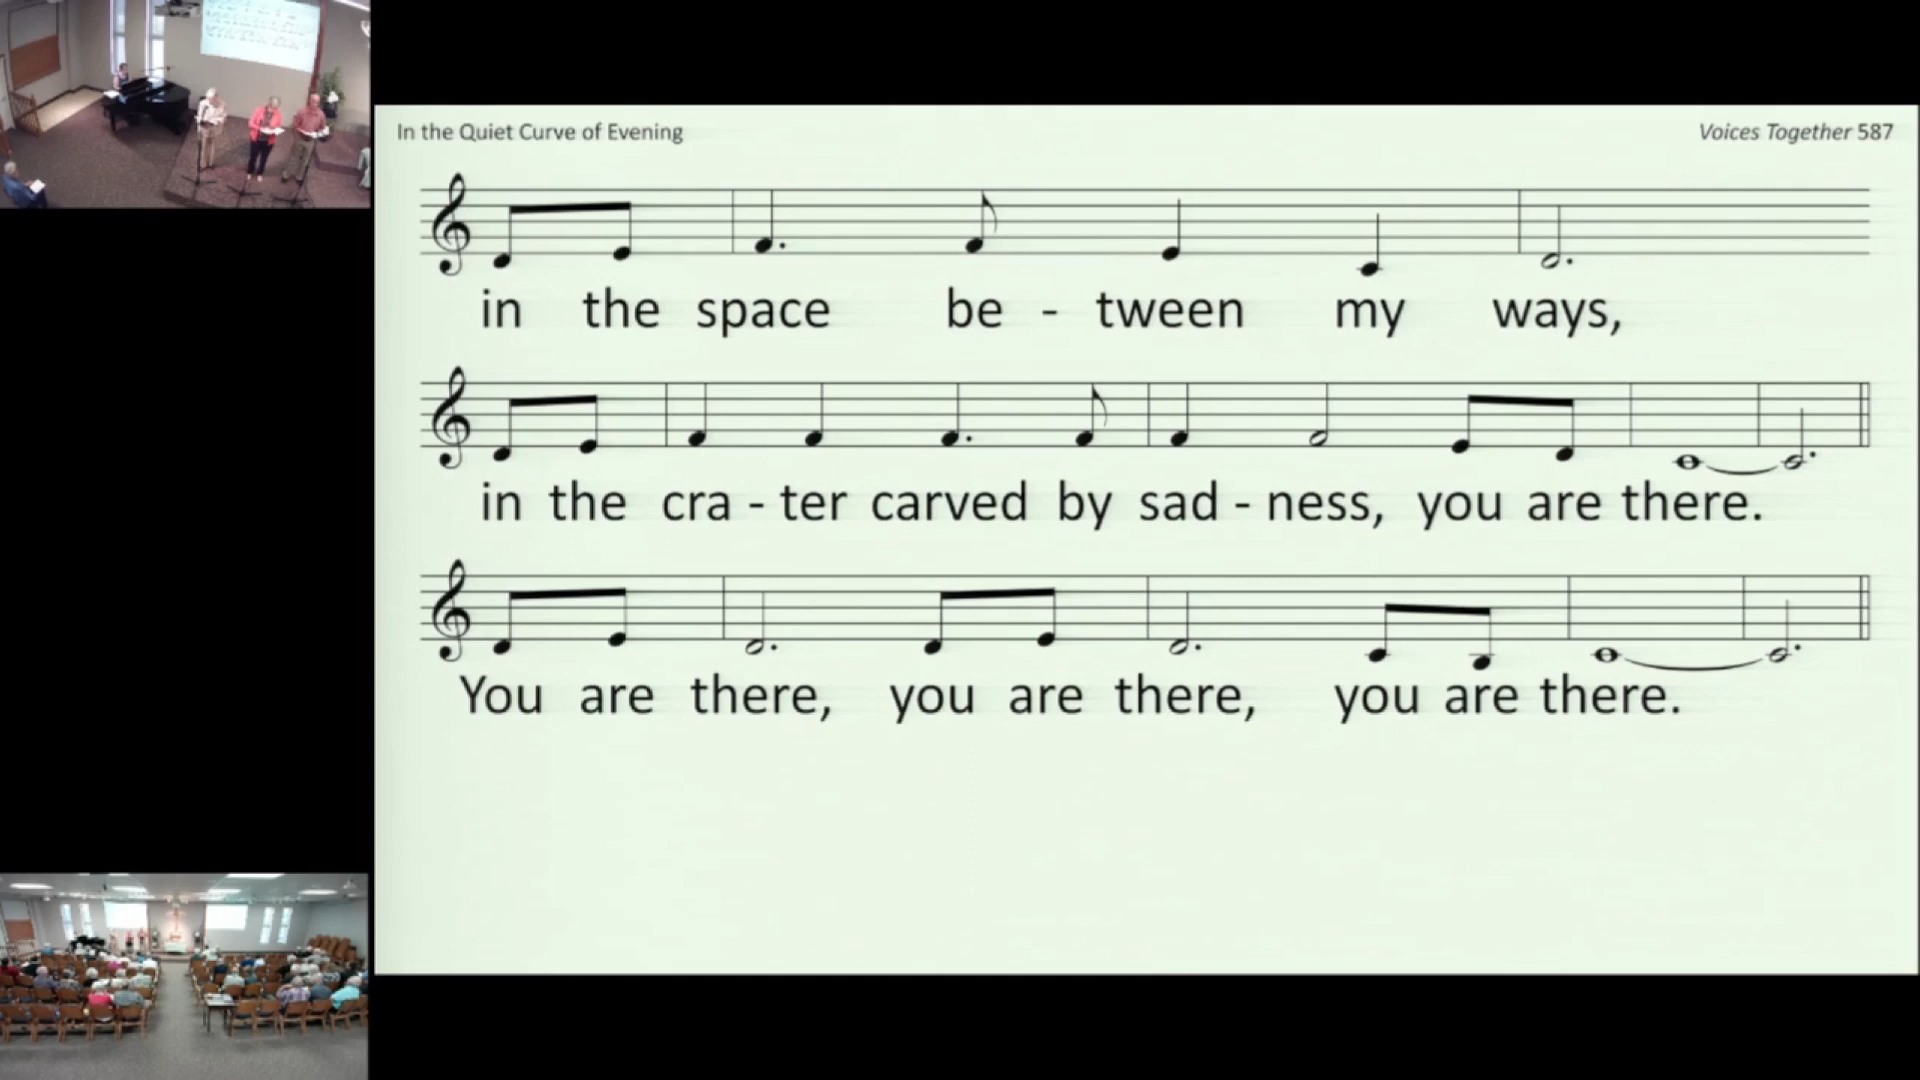 In the Quiet Curve of Evening
Voices Together 587
in the space be - tween my ways,
in the cra - ter carved by sad - ness, you are there.
You are there, you are there, you are there.